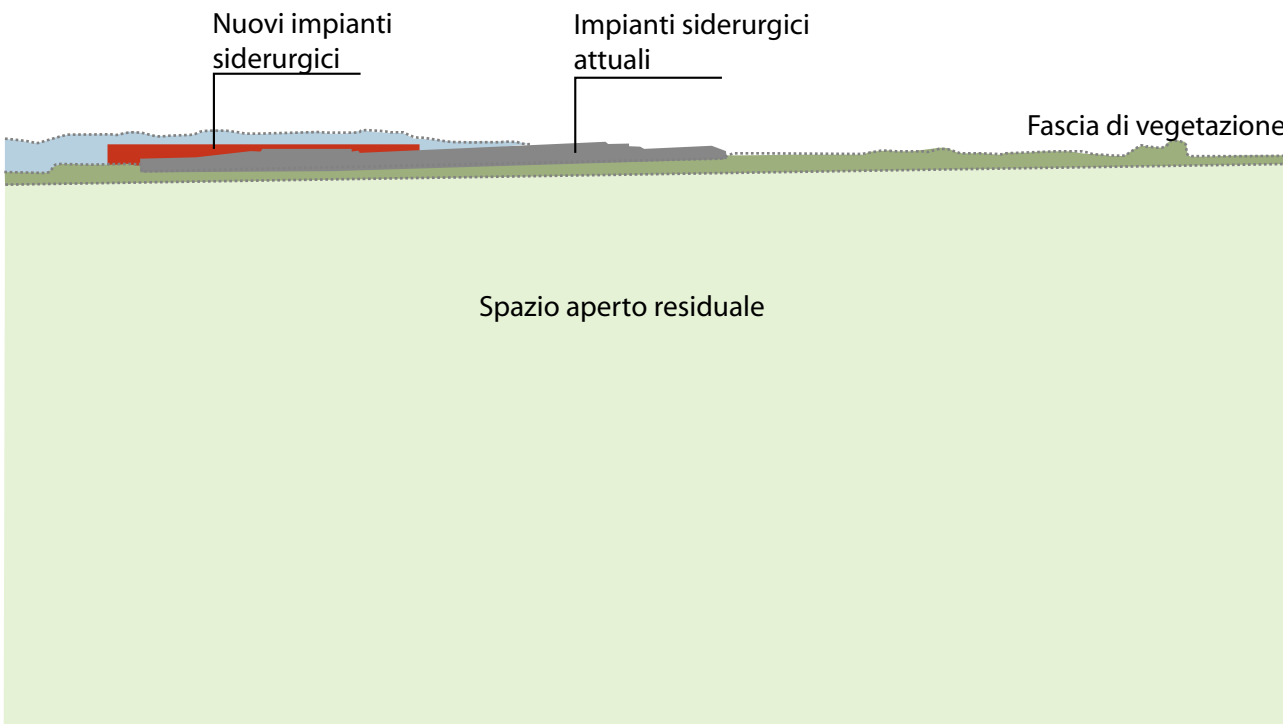 Nuovi impianti
siderurgici
Impianti siderurgici
attuali
Fascia di vegetazione
Spazio aperto residuale